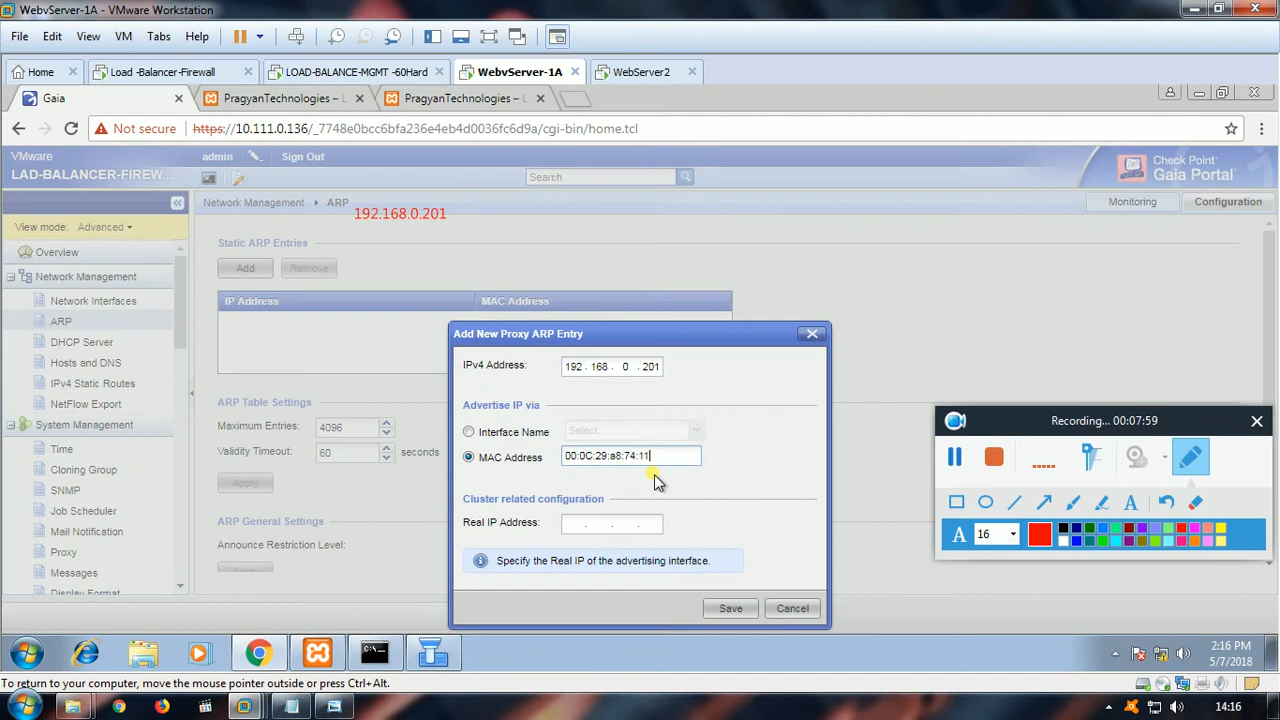 WebvServer-1A - VMware Workstation
File Edit View VM Tabs Help
Home Load -Balancer-Firewall LOAD-BALANCE-MGMT -60Hard WebvServer-1A WebServer2
Gaia PragyanTechnologies – L PragyanTechnologies – L
Not secure https://10.111.0.136/_7748e0bcc6bfa236e4eb4d0036fc6d9a/cgi-bin/home.tcl
VMware admin Sign Out
LAD-BALANCER-FIREW... Search
Check Point
Gaia Portal™
View mode: Advanced
Overview
Network Management
Network Interfaces
ARP
DHCP Server
Hosts and DNS
IPv4 Static Routes
NetFlow Export
System Management
Time
Cloning Group
SNMP
Job Scheduler
Mail Notification
Proxy
Messages
Display Format
Network Management ARP
192.168.0.201
Monitoring Configuration
Static ARP Entries
Add Remove
IP Address MAC Address
ARP Table Settings
Maximum Entries: 4096
Validity Timeout: 60 seconds
Apply
ARP General Settings
Announce Restriction Level:
Apply
Add New Proxy ARP Entry
IPv4 Address: 192 . 168 . 0 . 201
Advertise IP via
Interface Name Select...
MAC Address 00:0C:29:a8:74:11
Cluster related configuration
Real IP Address: . . .
Specify the Real IP of the advertising interface.
Save Cancel
Recording... 00:07:59
A
A 16
2:16 PM
5/7/2018
To return to your computer, move the mouse pointer outside or press Ctrl+Alt.
14:16